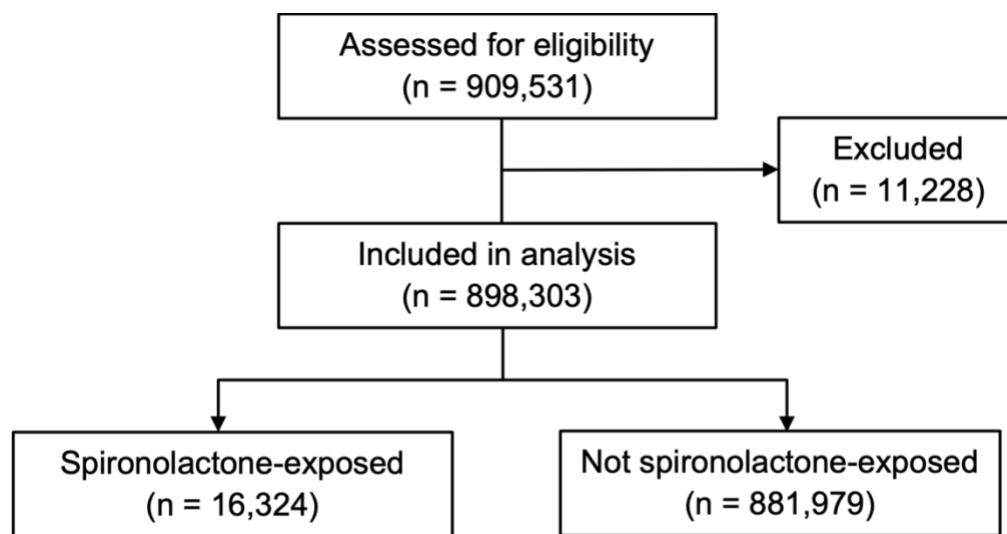 Assessed for eligibility
(n = 909,531)
Excluded
(n = 11,228)
Included in analysis
(n = 898,303)
Spironolactone-exposed
(n = 16,324)
Not spironolactone-exposed
(n = 881,979)